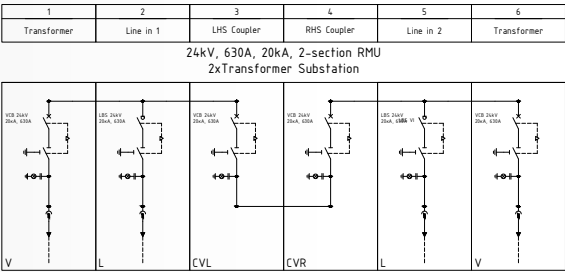 1 2 3 4 5 6
Transformer Line in 1 LHS Coupler RHS Coupler Line in 2 Transformer
24kV, 630A, 20kA, 2-section RMU
2xTransformer Substation
VCB 24kV LBS 24kV VCB 24kV VCB 24kV LBS 24kV VCB 24kV
20kA, 630A 20kA, 630A 20kA, 630A 20kA, 630A 20kA, 20kA, 630A
V L CVL CVR L V